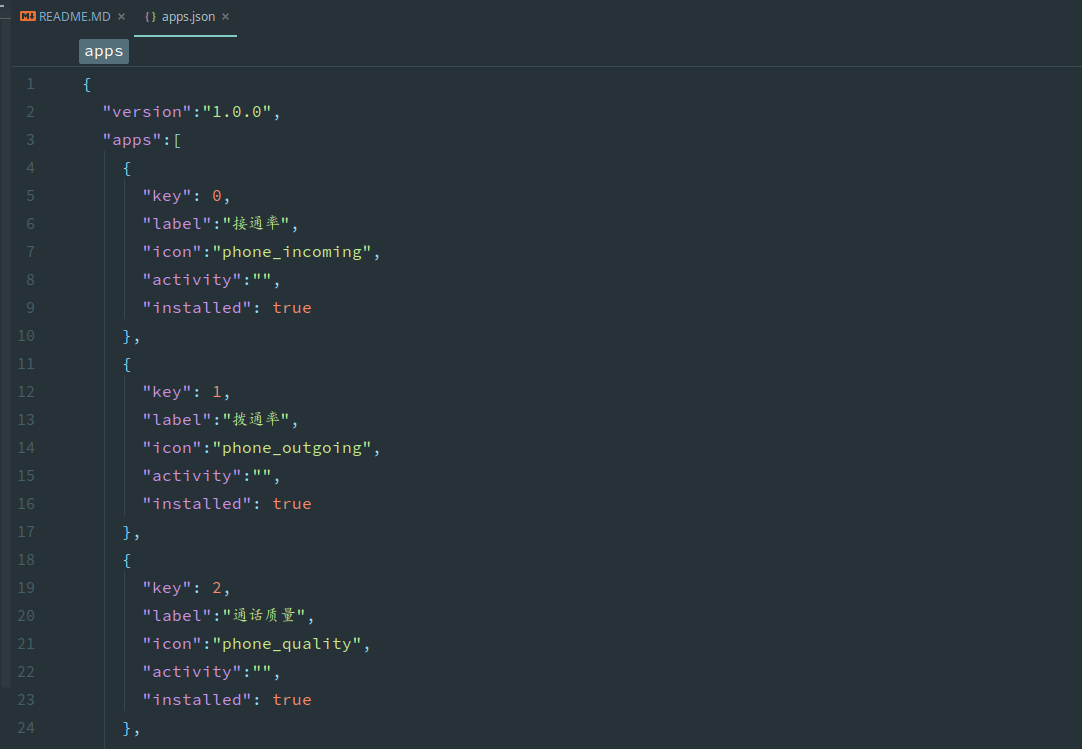 README.MD × {} apps.json ×
apps
1 {
2 "version":"1.0.0",
3 "apps":[
4 {
5 "key": 0,
6 "label":"接通率",
7 "icon":"phone_incoming",
8 "activity":"",
9 "installed": true
10 },
11 {
12 "key": 1,
13 "label":"拨通率",
14 "icon":"phone_outgoing",
15 "activity":"",
16 "installed": true
17 },
18 {
19 "key": 2,
20 "label":"通话质量",
21 "icon":"phone_quality",
22 "activity":"",
23 "installed": true
24 },